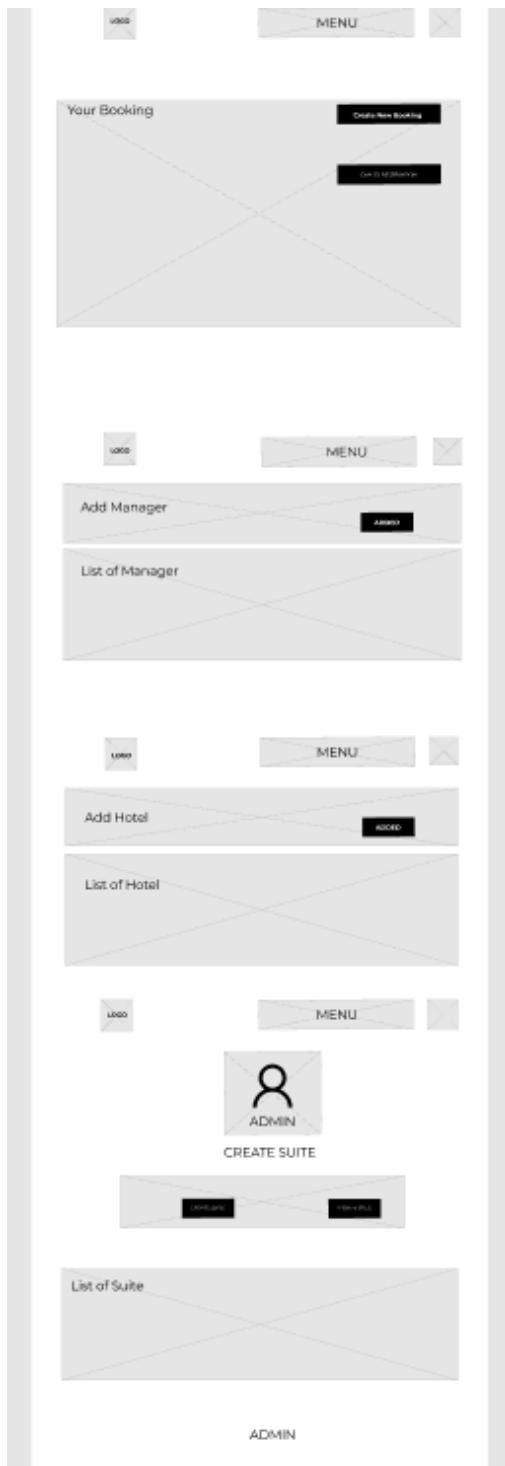 LOGO
MENU
Your Booking
Create New Booking
LOGO
MENU
Add Manager
ADDED
List of Manager
LOGO
MENU
Add Hotel
ADDED
List of Hotel
LOGO
MENU
ADMIN
CREATE SUITE
List of Suite
ADMIN